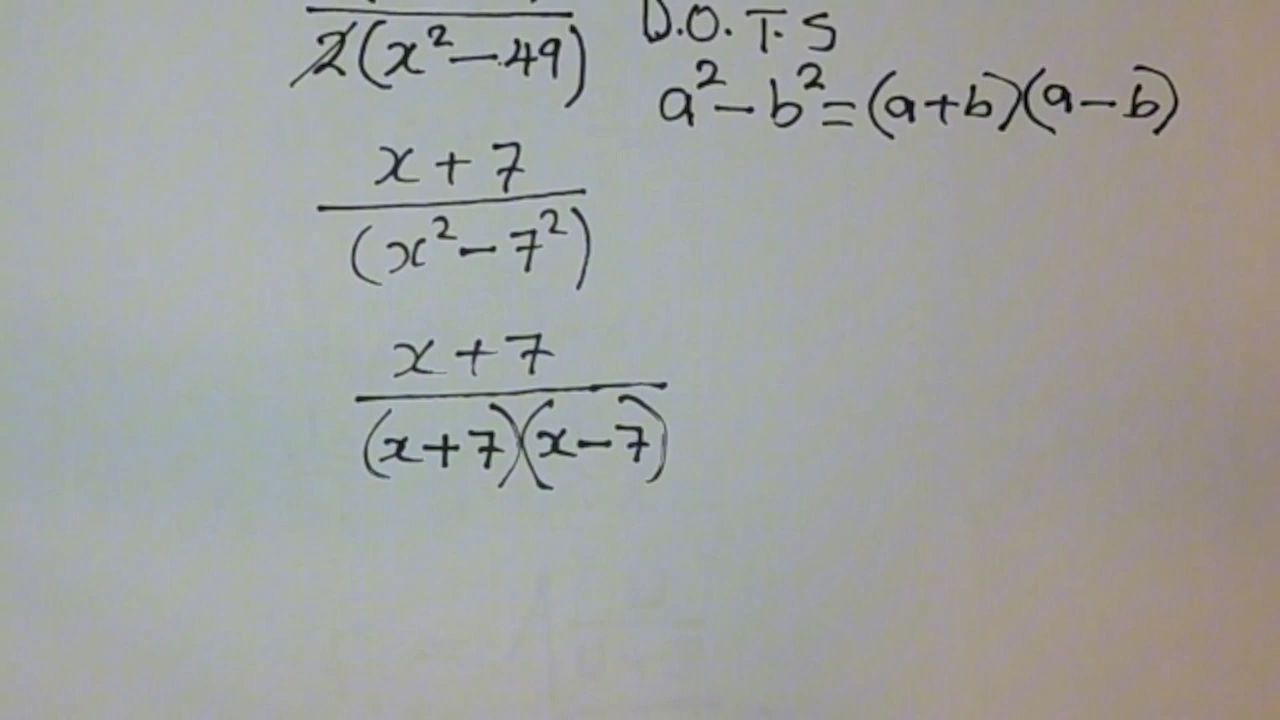 D.O.T.S
2(x²-49)
a²-b²=(a+b)(a-b)
x+7
(x²-7²)
x+7
(x+7)(x-7)